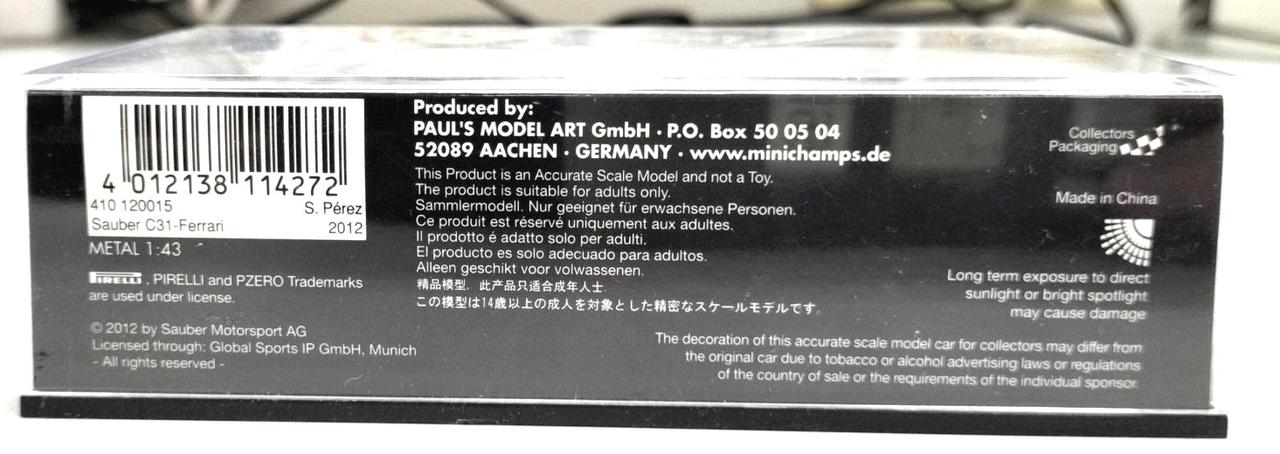 4 012138 114272
410 120015 S. Pérez
Sauber C31-Ferrari 2012
METAL 1:43
PIRELLI , PIRELLI and PZERO Trademarks
are used under license.
© 2012 by Sauber Motorsport AG
Licensed through: Global Sports IP GmbH, Munich
- All rights reserved -
Produced by:
PAUL'S MODEL ART GmbH · P.O. Box 50 05 04
52089 AACHEN · GERMANY · www.minichamps.de
This Product is an Accurate Scale Model and not a Toy.
The product is suitable for adults only.
Sammlermodell. Nur geeignet für erwachsene Personen.
Ce produit est réservé uniquement aux adultes.
Il prodotto é adatto solo per adulti.
El producto es solo adecuado para adultos.
Alleen geschikt voor volwassenen.
精品模型. 此产品只适合成年人士.
この模型は14歳以上の成人を対象とした精密なスケールモデルです。
Collectors
Packaging
Made in China
Long term exposure to direct
sunlight or bright spotlight
may cause damage
The decoration of this accurate scale model car for collectors may differ from
the original car due to tobacco or alcohol advertising laws or regulations
of the country of sale or the requirements of the individual sponsor.